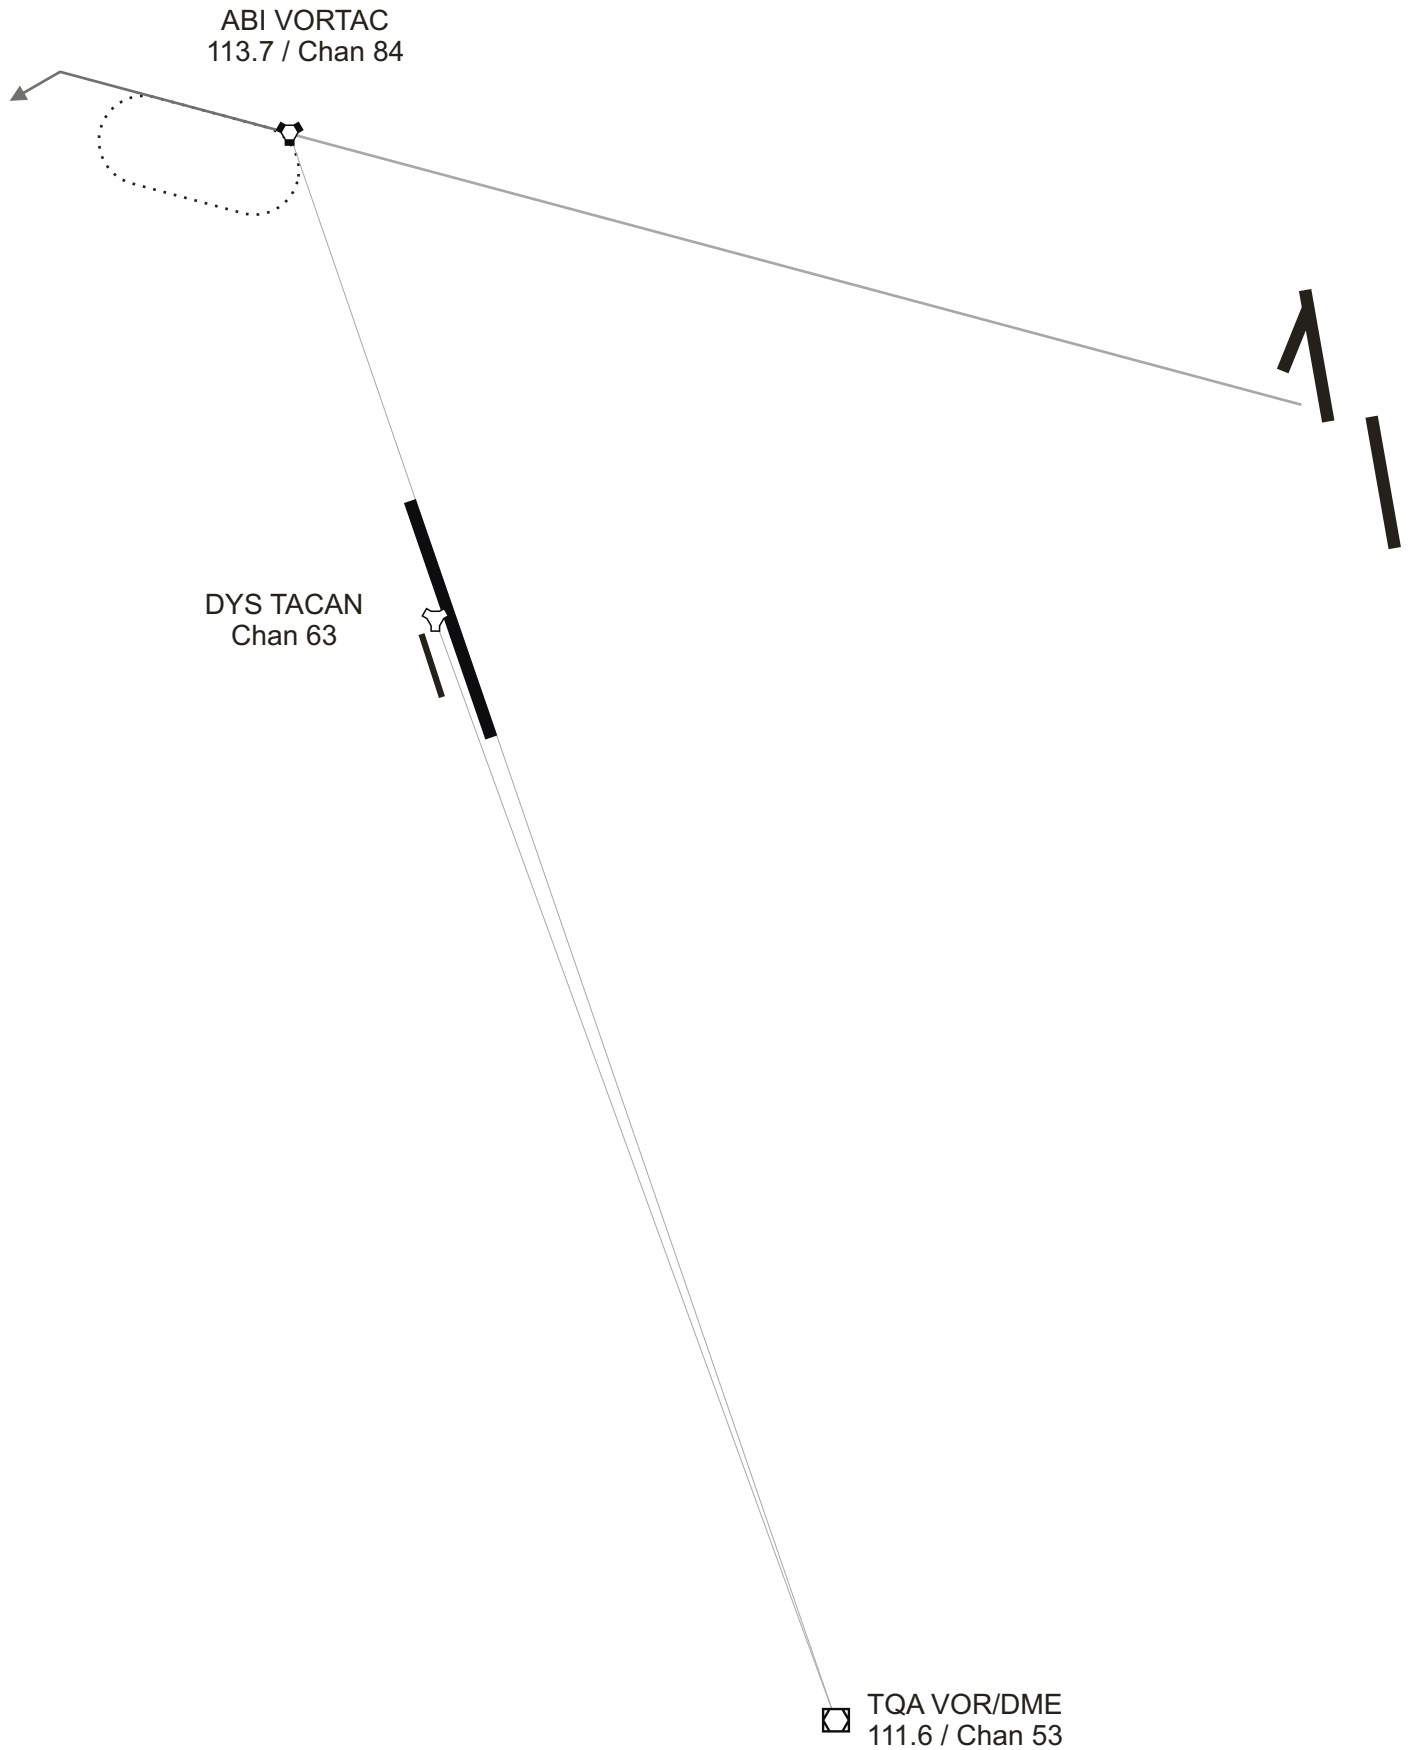 ABI VORTAC
113.7 / Chan 84
DYS TACAN
Chan 63
TQA VOR/DME
111.6 / Chan 53